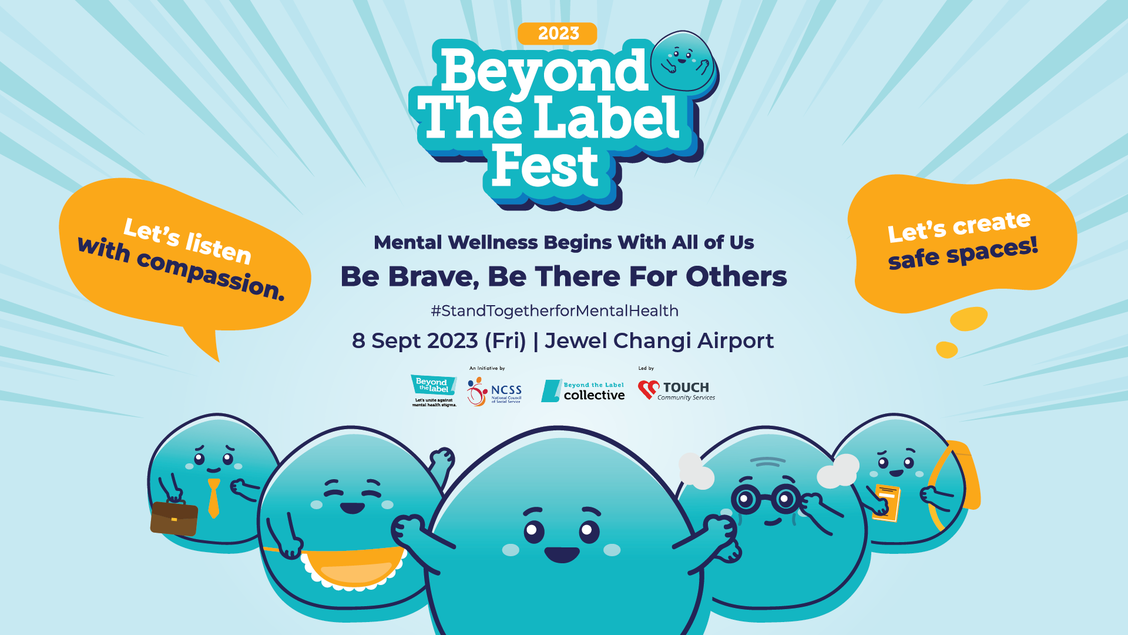 2023
Beyond
The Label
Fest
Let's listen
with compassion.
Let's create
safe spaces!
Mental Wellness Begins With All of Us
Be Brave, Be There For Others
#StandTogetherforMentalHealth
8 Sept 2023 (Fri) | Jewel Changi Airport
An Initiative by
Led by
Beyond
the label
Let's unite against
mental health stigma.
NCSS
National Council
of Social Service
Beyond the Label
collective
TOUCH
Community Services